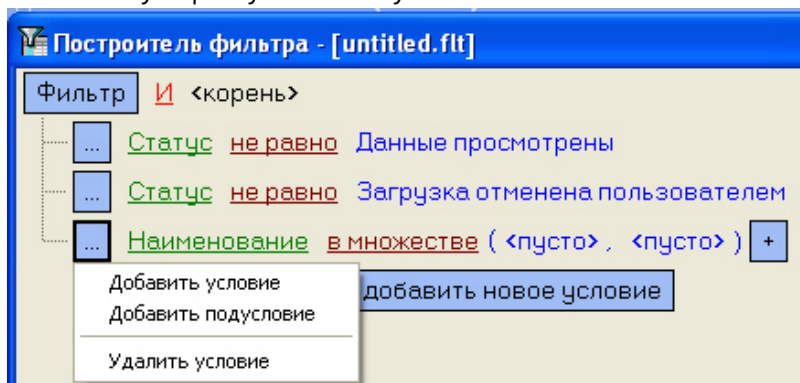 Построитель фильтра - [untitled.flt]
Фильтр И <корень>
... Статус не равно Данные просмотрены
... Статус не равно Загрузка отменена пользователем
... Наименование в множестве ( <пусто> , <пусто> ) +
Добавить условие
добавить новое условие
Добавить подусловие
Удалить условие